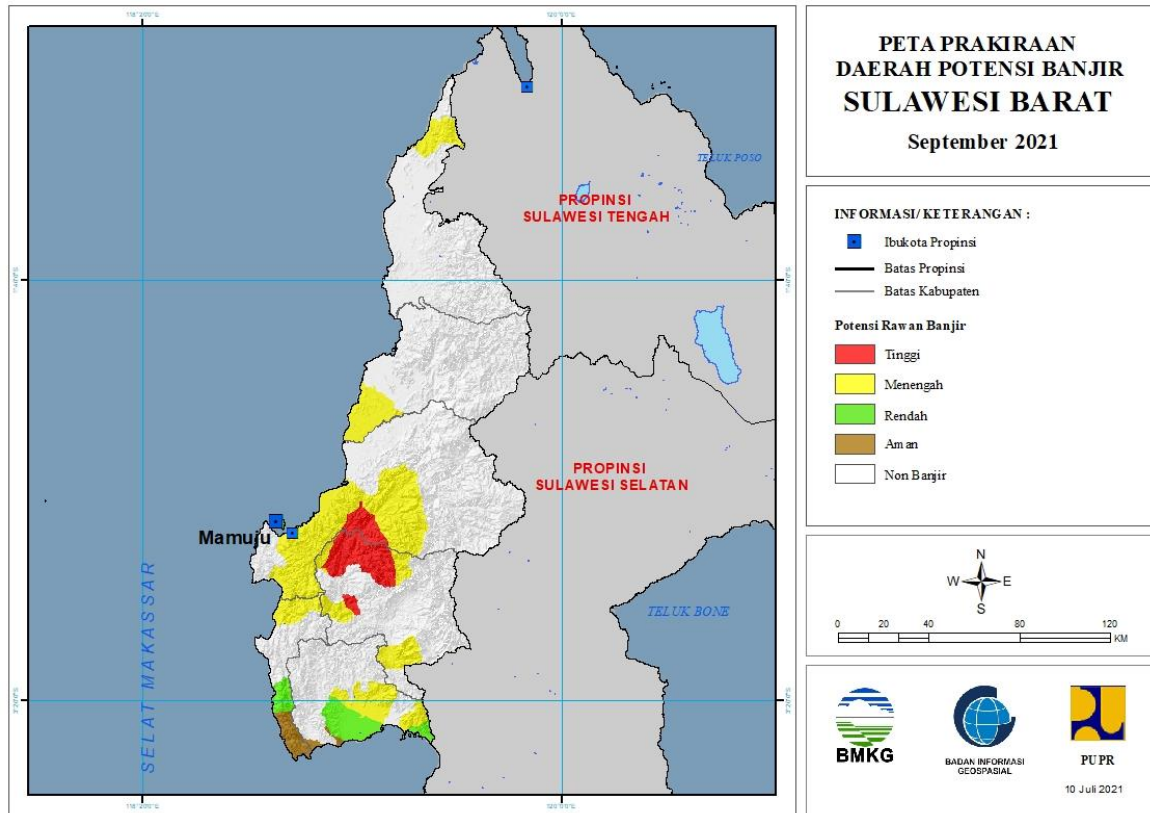 PETA PRAKIRAAN
DAERAH POTENSI BANJIR
SULAWESI BARAT
September 2021
INFORMASI/ KETERANGAN :
Ibukota Propinsi
Batas Propinsi
Batas Kabupaten
Potensi Rawan Banjir
Tinggi
Menengah
Rendah
Aman
Non Banjir
N
W E
S
0 20 40 80 120
KM
BMKG
BADAN INFORMASI
GEOSPASIAL
PUPR
10 Juli 2021
TELUK POSO
PROPINSI
SULAWESI TENGAH
PROPINSI
SULAWESI SELATAN
Mamuju
SELAT MAKASSAR
TELUK BONE